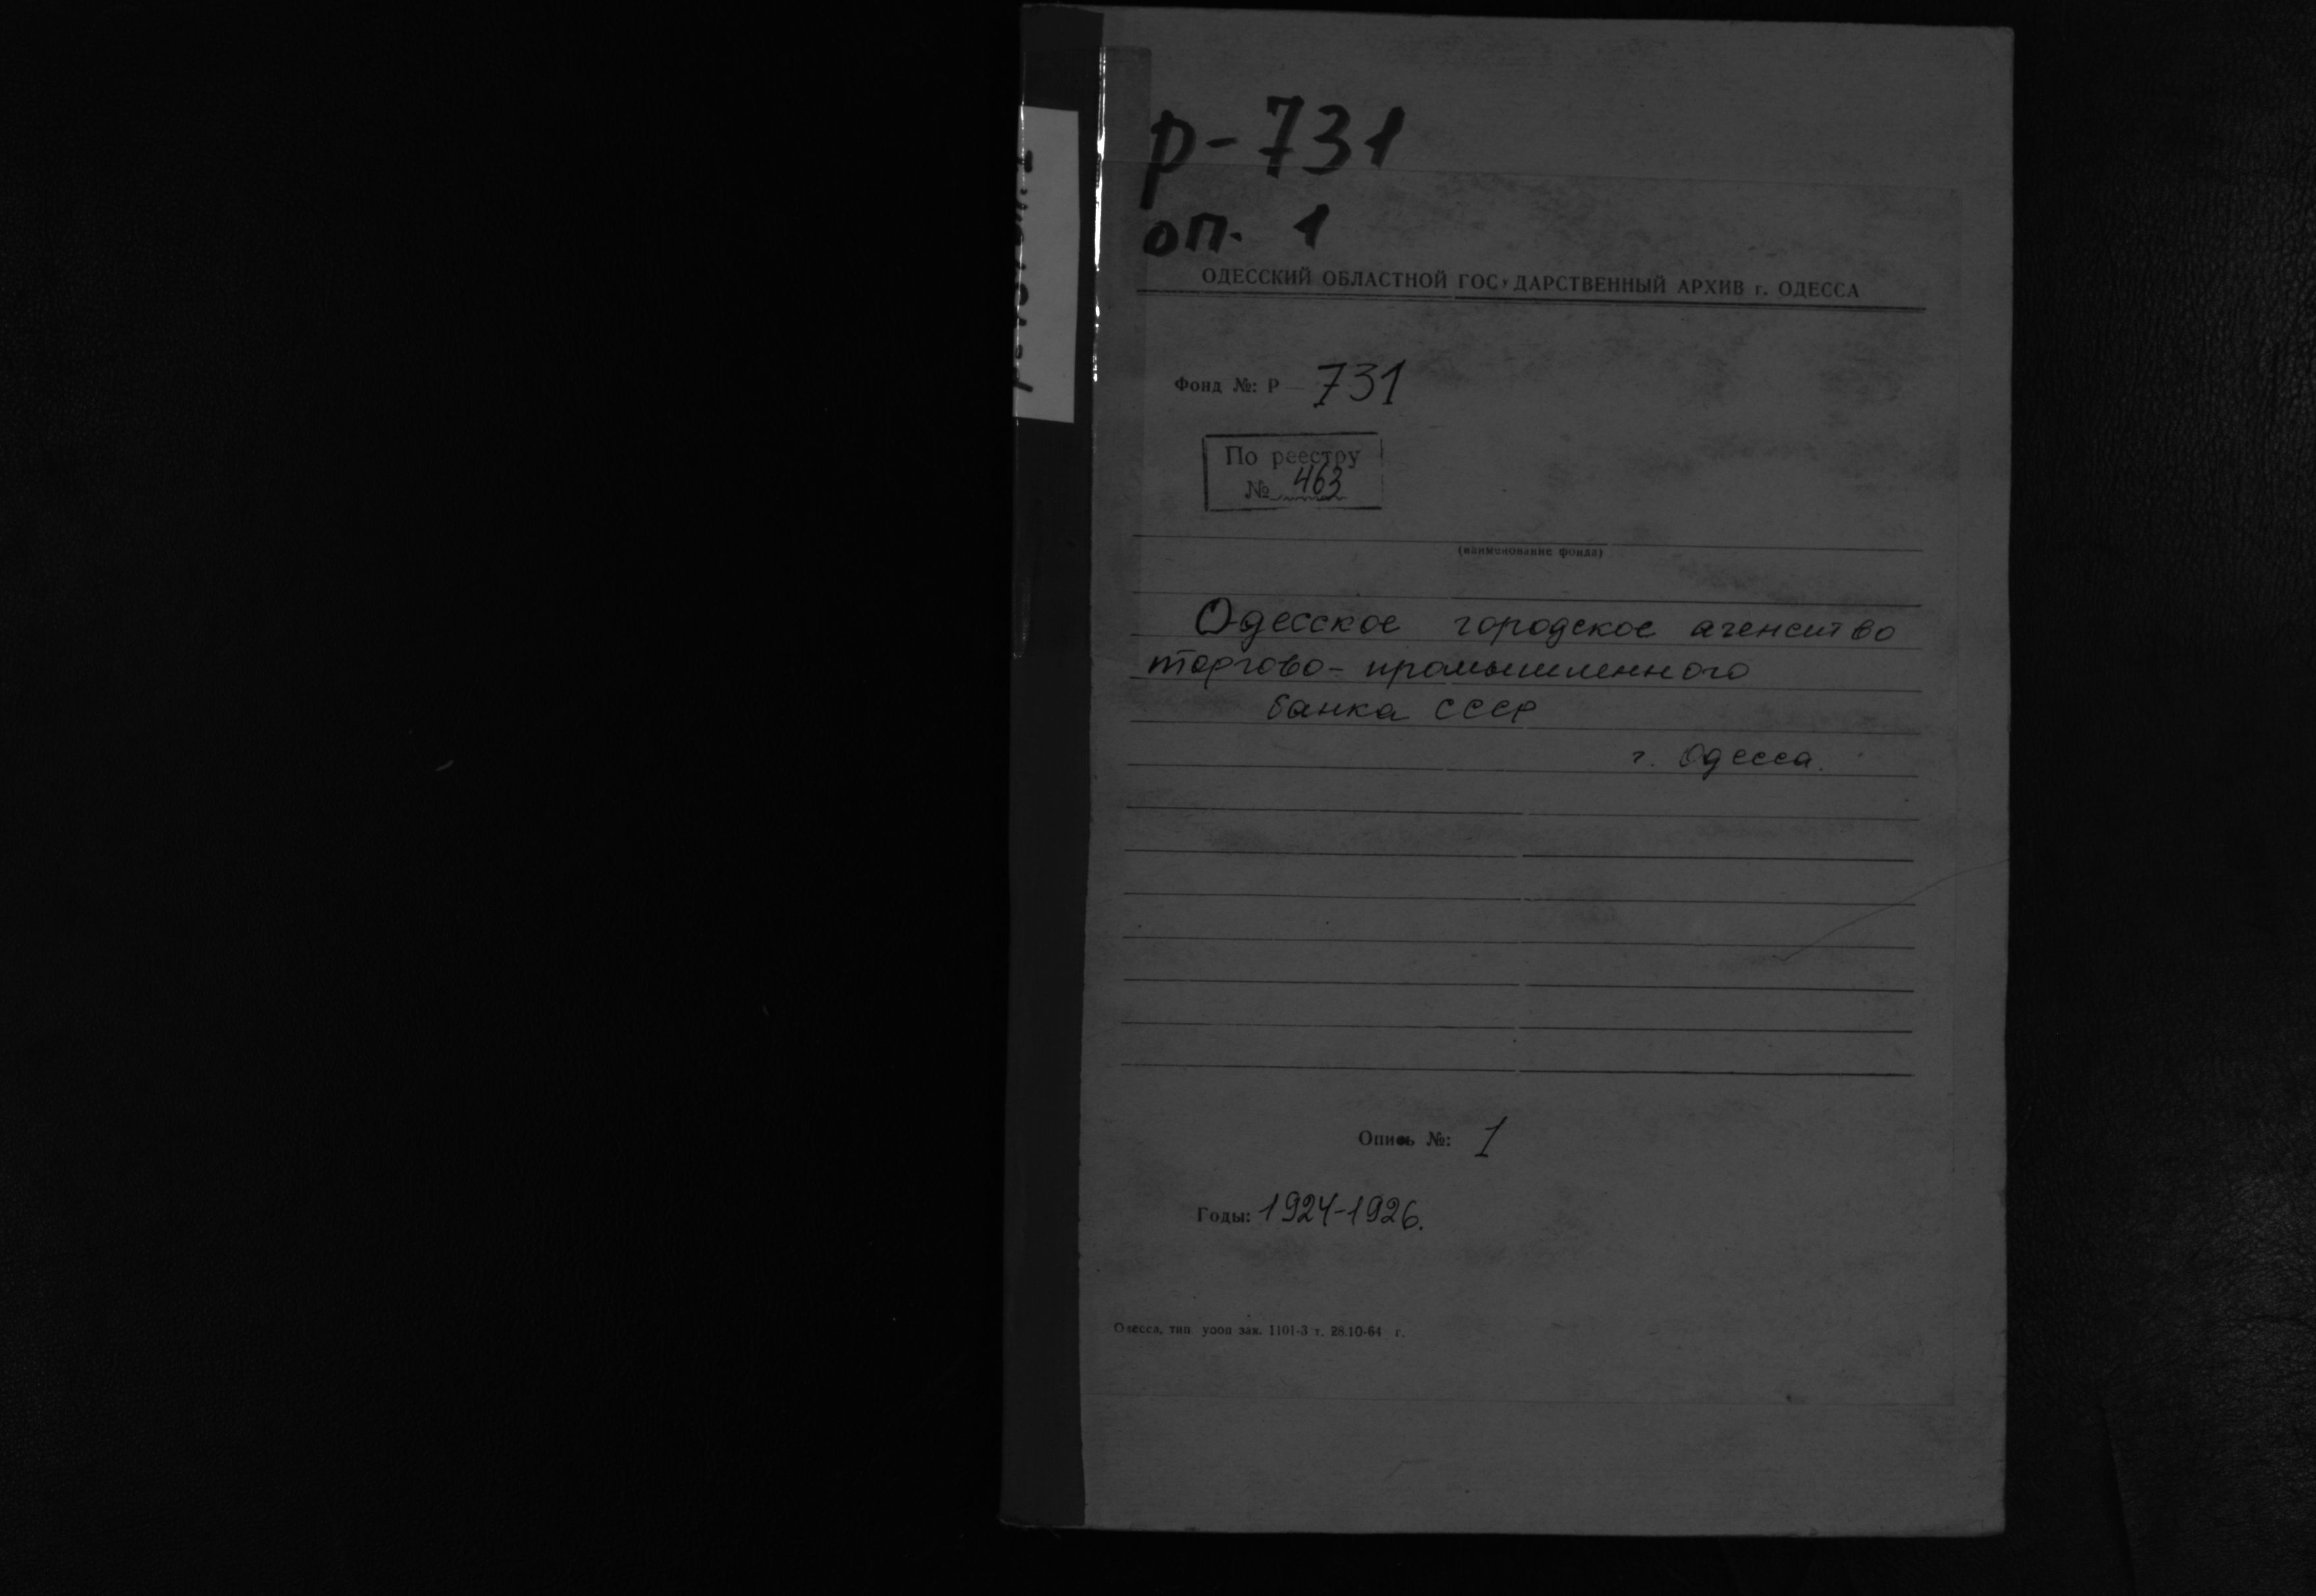 р-731
оп. 1
ОДЕССКИЙ ОБЛАСТНОЙ ГОСУДАРСТВЕННЫЙ АРХИВ г. ОДЕССА
Фонд №: Р 731
По реестру
№ 463
(наименование фонда)
Одесское городское агенство
торгово-промышленного
банка СССР
г. Одесса.
Опись №: 1
Годы: 1924-1926.
Одесса, тип уооп зак. 1101-3 т. 28.10-64 г.